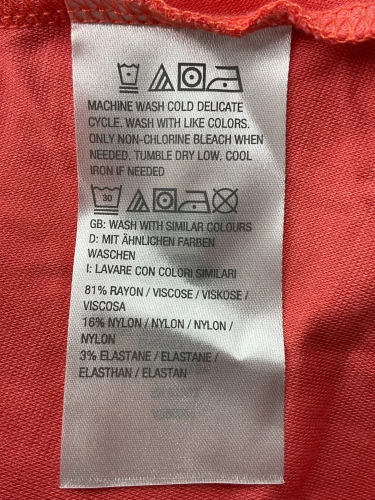 MACHINE WASH COLD DELICATE
CYCLE. WASH WITH LIKE COLORS.
ONLY NON-CHLORINE BLEACH WHEN
NEEDED. TUMBLE DRY LOW. COOL
IRON IF NEEDED
30
GB: WASH WITH SIMILAR COLOURS
D: MIT ÄHNLICHEN FARBEN
WASCHEN
I: LAVARE CON COLORI SIMILARI
81% RAYON / VISCOSE / VISKOSE /
VISCOSA
16% NYLON / NYLON / NYLON /
NYLON
3% ELASTANE / ELASTANE /
ELASTHAN / ELASTAN